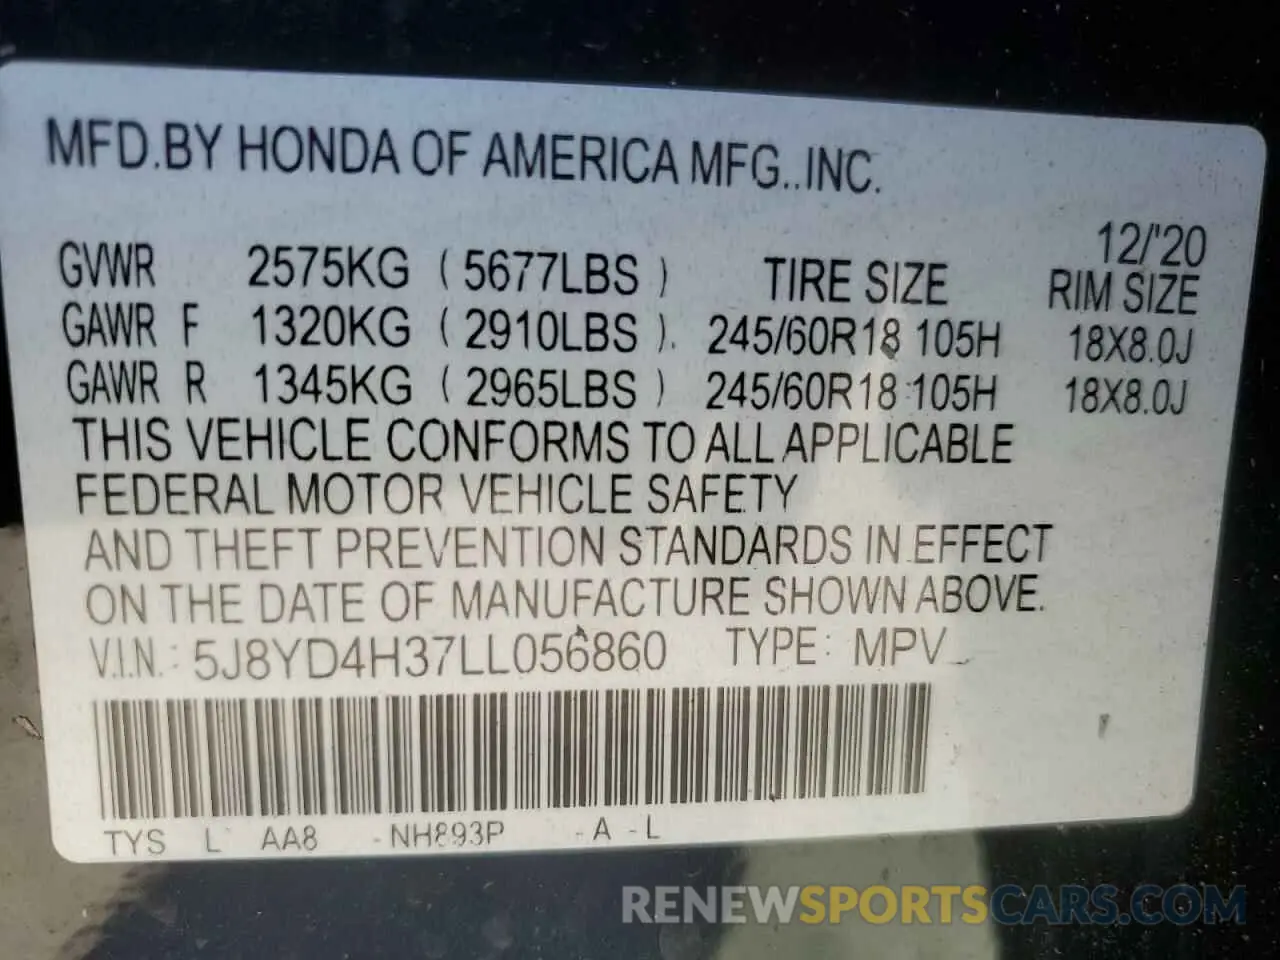 MFD.BY HONDA OF AMERICA MFG.,INC.
12/'20
GVWR 2575KG ( 5677LBS ) TIRE SIZE RIM SIZE
GAWR F 1320KG ( 2910LBS ) 245/60R18 105H 18X8.0J
GAWR R 1345KG ( 2965LBS ) 245/60R18 105H 18X8.0J
THIS VEHICLE CONFORMS TO ALL APPLICABLE
FEDERAL MOTOR VEHICLE SAFETY
AND THEFT PREVENTION STANDARDS IN EFFECT
ON THE DATE OF MANUFACTURE SHOWN ABOVE.
V.I.N.: 5J8YD4H37LL056860 TYPE: MPV
TYS L AA8 -NH893P -A -L
RENEWSPORTSCARS.COM